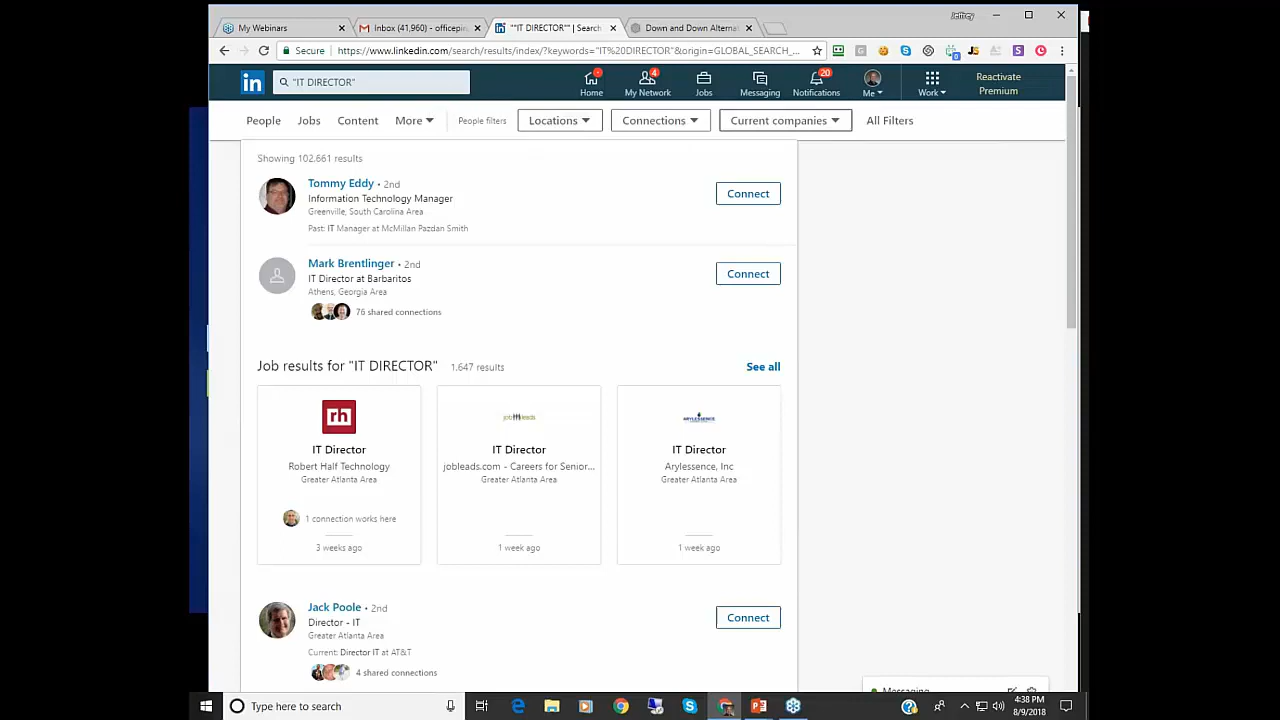 Jeffrey
My Webinars
Inbox (41,960) - officepin
"IT DIRECTOR" | Search
Down and Down Alternat
Secure
https://www.linkedin.com/search/results/index/?keywords="IT%20DIRECTOR"&origin=GLOBAL_SEARCH_...
in
"IT DIRECTOR"
Home
4
My Network
Jobs
Messaging
20
Notifications
Me
Work
Reactivate
Premium
People
Jobs
Content
More
People filters
Locations
Connections
Current companies
All Filters
Showing 102,661 results
Tommy Eddy • 2nd
Information Technology Manager
Greenville, South Carolina Area
Past: IT Manager at McMillan Pazdan Smith
Connect
Mark Brentlinger • 2nd
IT Director at Barbaritos
Athens, Georgia Area
76 shared connections
Connect
Job results for "IT DIRECTOR"
1,647 results
See all
rh
IT Director
Robert Half Technology
Greater Atlanta Area
1 connection works here
3 weeks ago
job leads
IT Director
jobleads.com - Careers for Senior...
Greater Atlanta Area
1 week ago
ARYLESSENCE
IT Director
Arylessence, Inc
Greater Atlanta Area
1 week ago
Jack Poole • 2nd
Director - IT
Greater Atlanta Area
Current: Director IT at AT&T
4 shared connections
Connect
Messaging
Type here to search
4:38 PM
8/9/2018